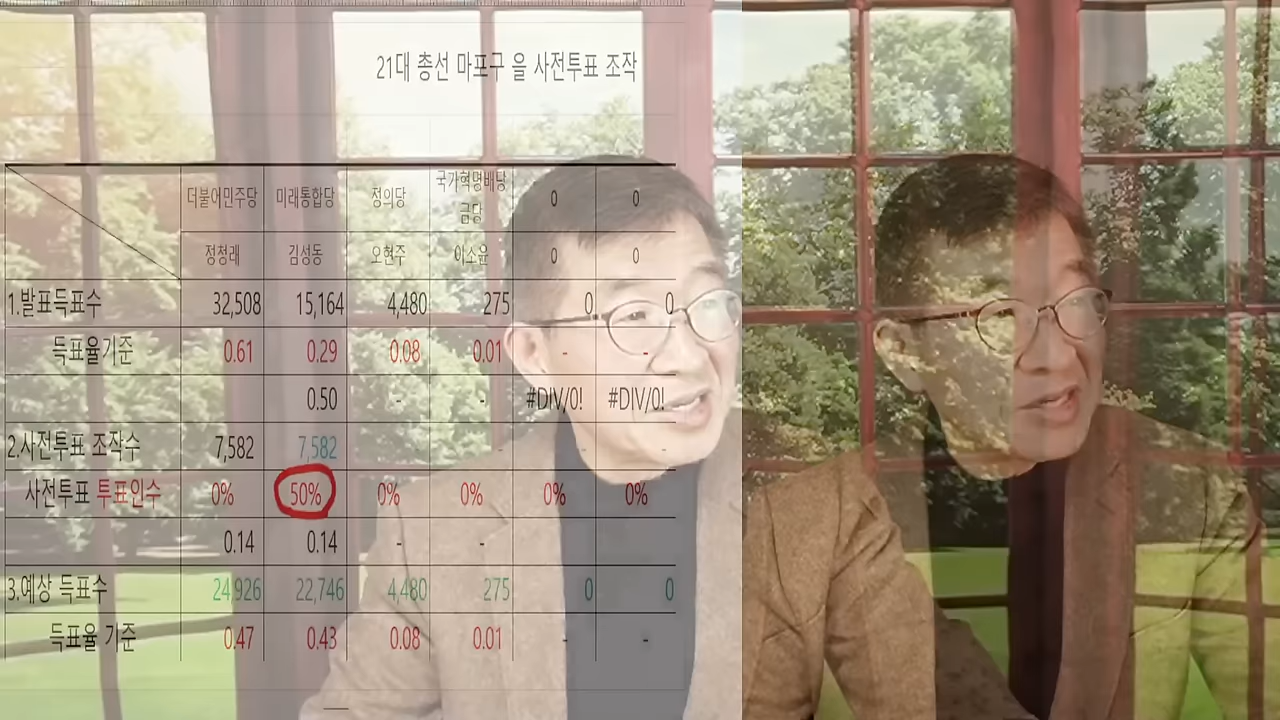 21대 총선 마포구 을 사전투표 조작
더불어민주당 미래통합당 정의당 국가혁명배당금당 0 0
정청래 김성동 오현주 이소윤 0 0
1.발표득표수 32,508 15,164 4,480 275 0 0
득표율기준 0.61 0.29 0.08 0.01 - -
0.50 - - #DIV/0! #DIV/0!
2.사전투표 조작수 7,582 7,582 - - - -
사전투표 투표인수 0% 50% 0% 0% 0% 0%
0.14 0.14 - -
3.예상 득표수 24,926 22,746 4,480 275 0 0
득표율 기준 0.47 0.43 0.08 0.01 - -